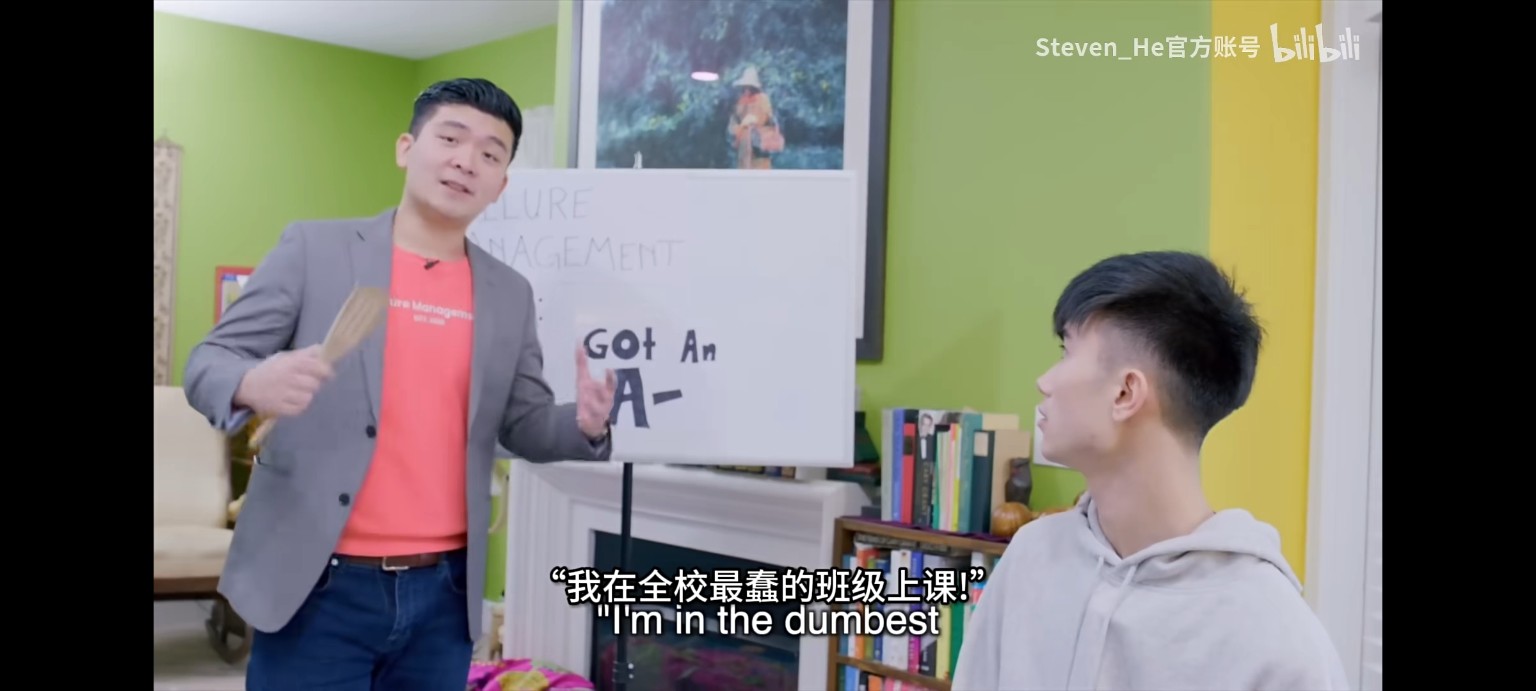 Steven_He官方账号 bilibili
LURE
NAGEMENT
Got An
A-
“我在全校最蠢的班级上课!”
"I'm in the dumbest